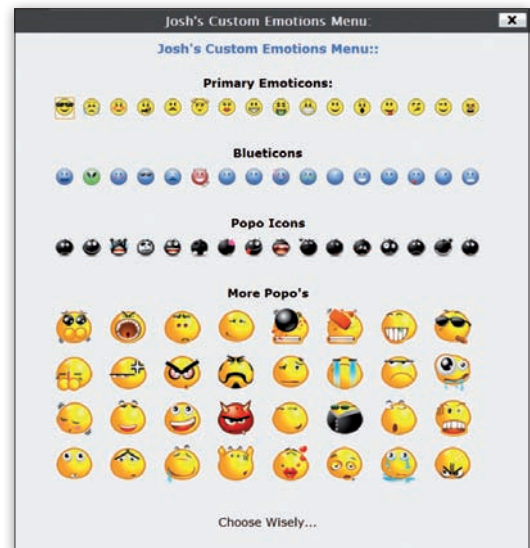 Josh's Custom Emotions Menu:
Josh's Custom Emotions Menu::
Primary Emoticons:
Blueticons
Popo Icons
More Popo's
Choose Wisely...